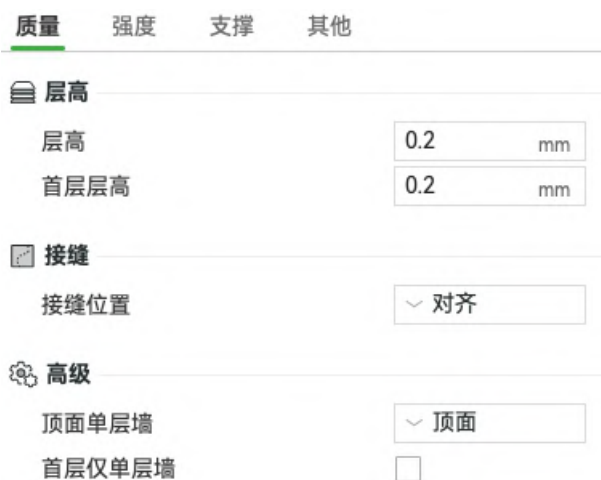 质量 强度 支撑 其他
层高
层高 0.2 mm
首层层高 0.2 mm
接缝
接缝位置 对齐
高级
顶面单层墙 顶面
首层仅单层墙